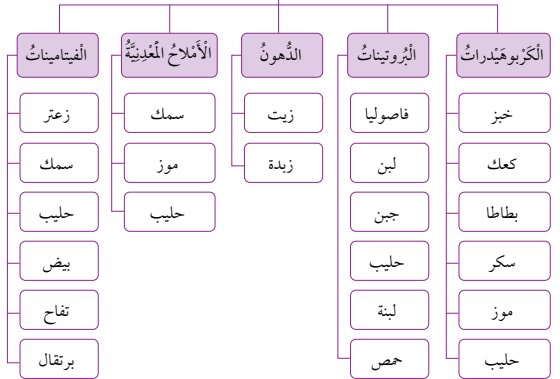 الْكَرْبوهَيْدراتُ
خبز
كعك
بطاطا
سكر
موز
حليب
الْبُروتيناتُ
فاصوليا
لبن
جبن
حليب
لبنة
حمص
الدُّهونُ
زيت
زبدة
الْأَمْلاحُ الْمَعْدِنِيَّةُ
سمك
موز
حليب
الْفيتاميناتُ
زعتر
سمك
حليب
بيض
تفاح
برتقال